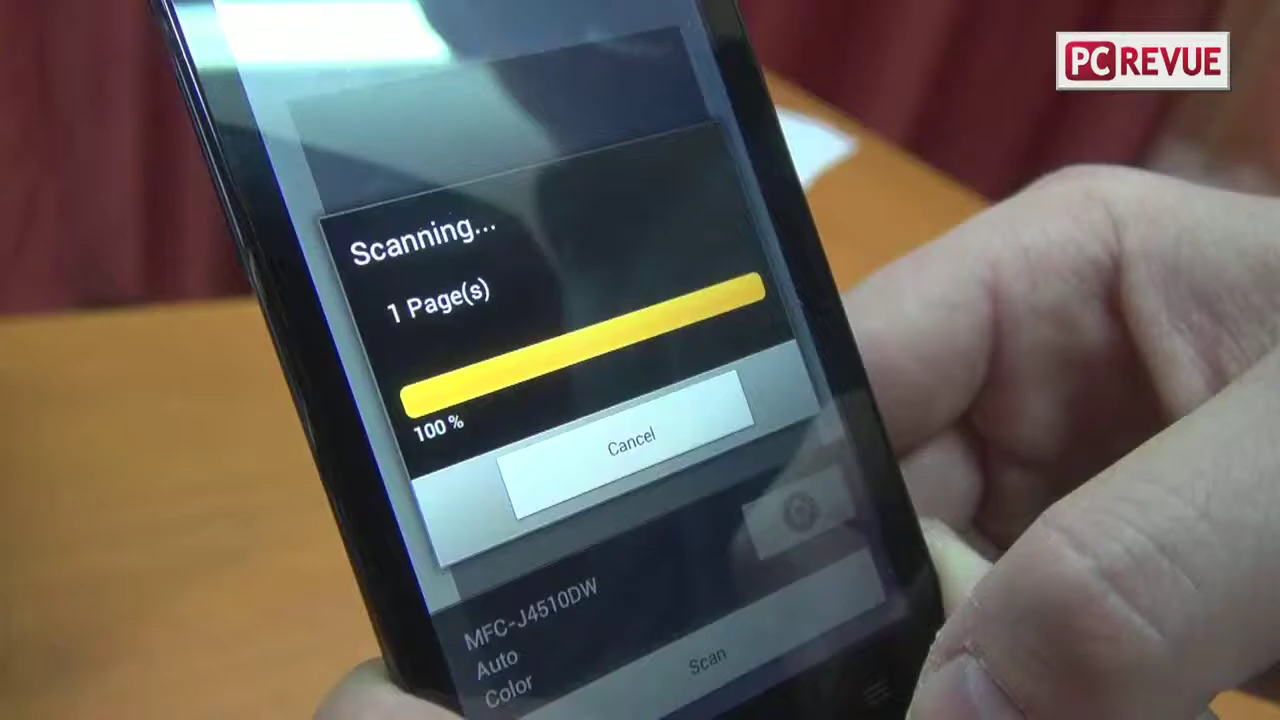 PC REVUE
Scanning...
1 Page(s)
100 %
Cancel
MFC-J4510DW
Auto
Color
Scan